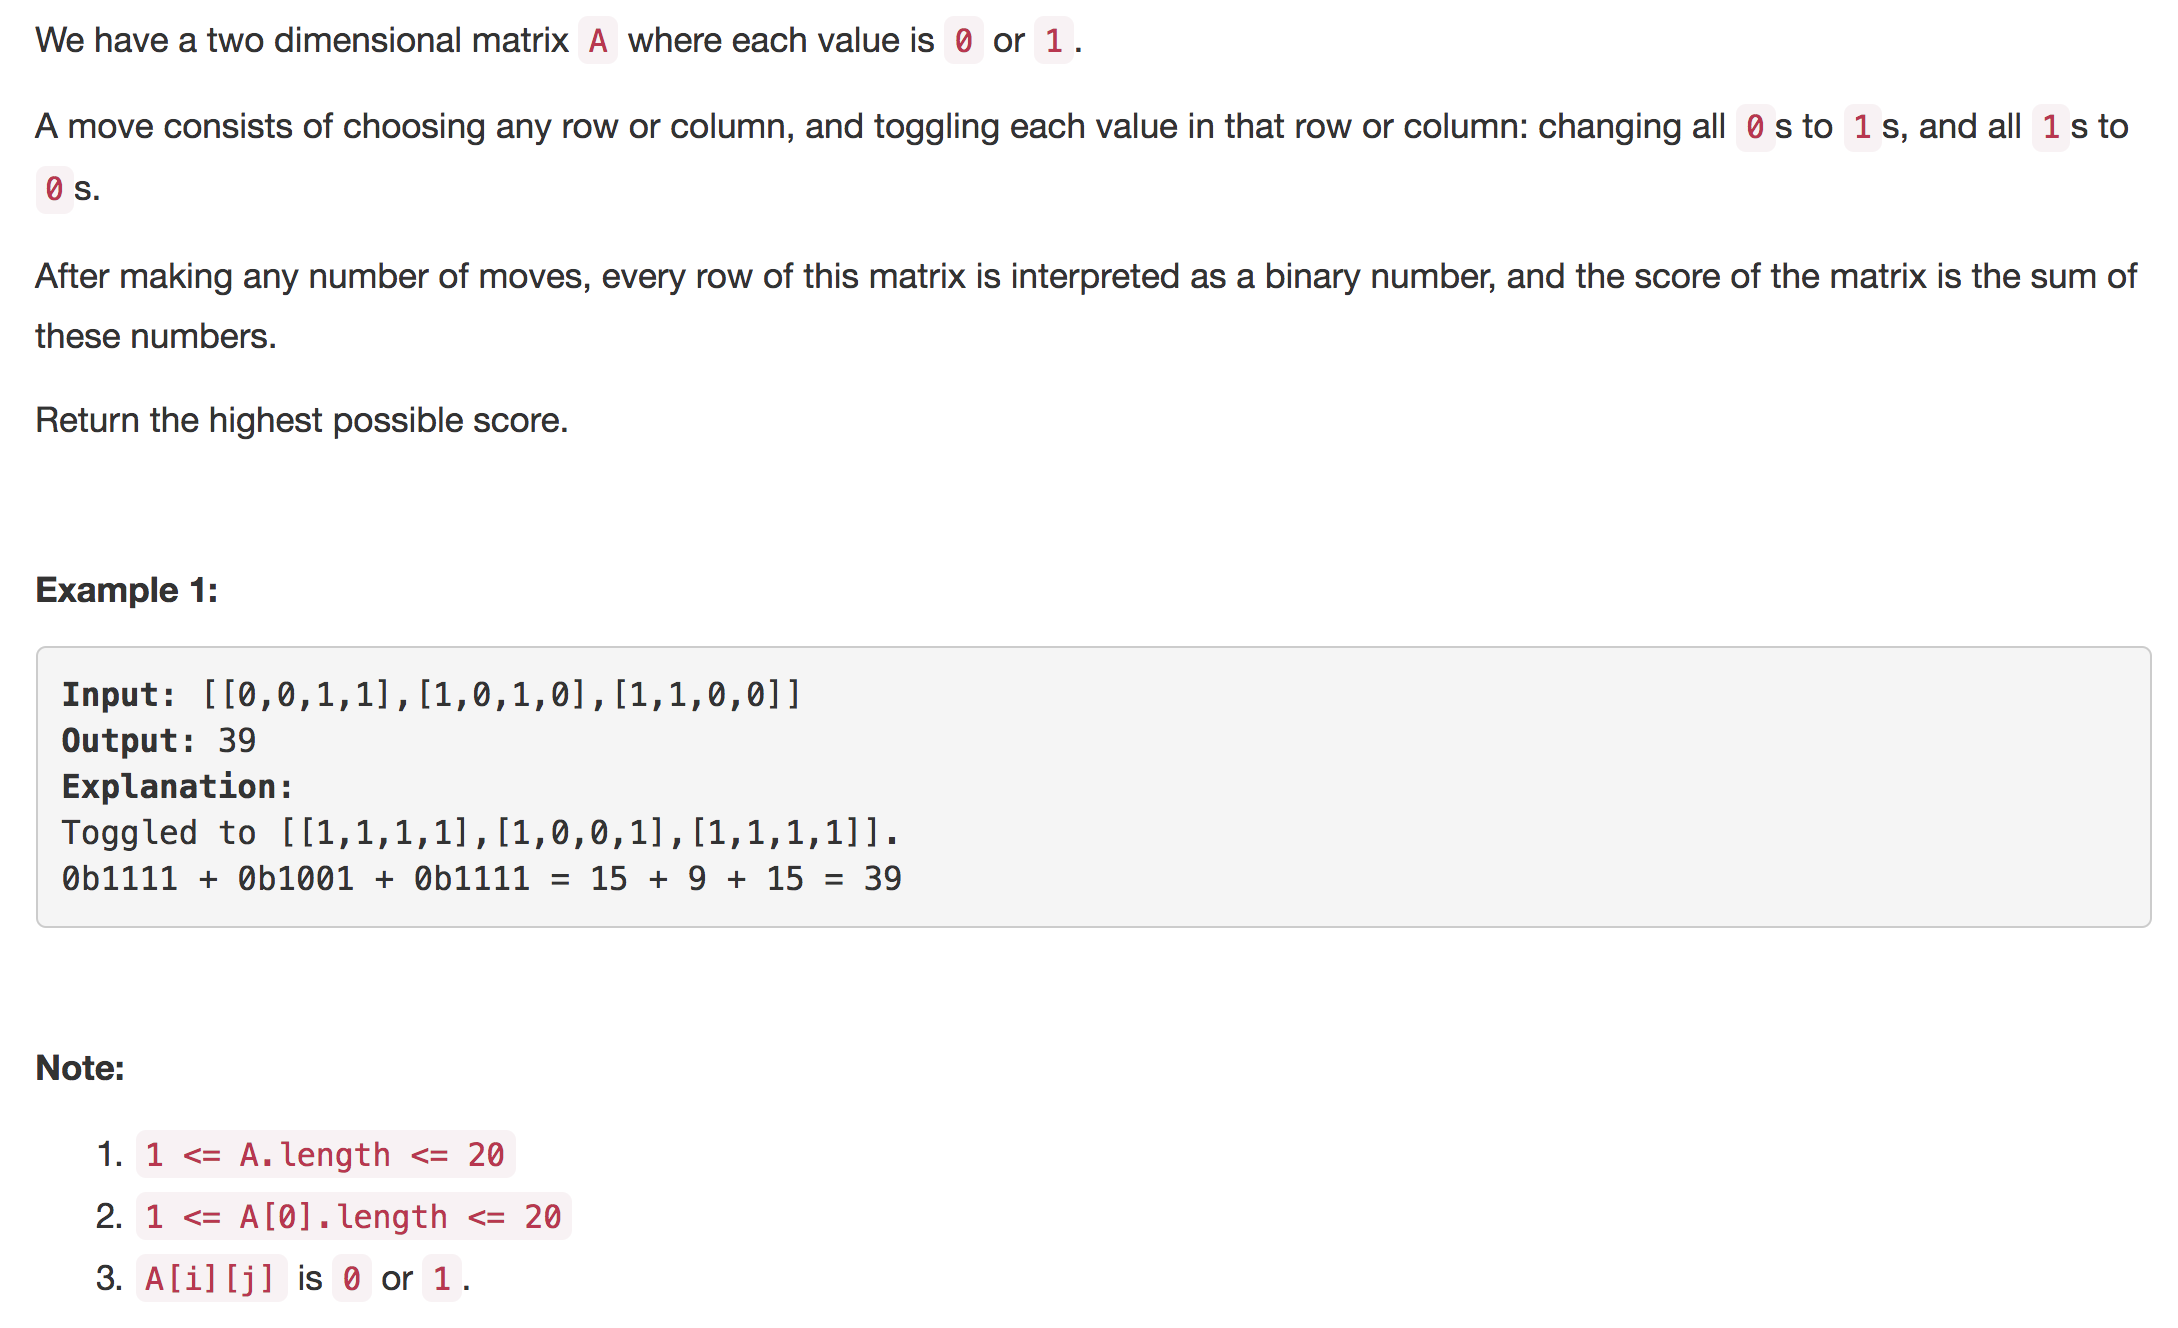 We have a two dimensional matrix A where each value is 0 or 1.
A move consists of choosing any row or column, and toggling each value in that row or column: changing all 0s to 1s, and all 1s to
0s.
After making any number of moves, every row of this matrix is interpreted as a binary number, and the score of the matrix is the sum of
these numbers.
Return the highest possible score.
Example 1:
Input: [[0,0,1,1],[1,0,1,0],[1,1,0,0]]
Output: 39
Explanation:
Toggled to [[1,1,1,1],[1,0,0,1],[1,1,1,1]].
0b1111 + 0b1001 + 0b1111 = 15 + 9 + 15 = 39
Note:
1. 1 <= A.length <= 20
2. 1 <= A[0].length <= 20
3. A[i][j] is 0 or 1.